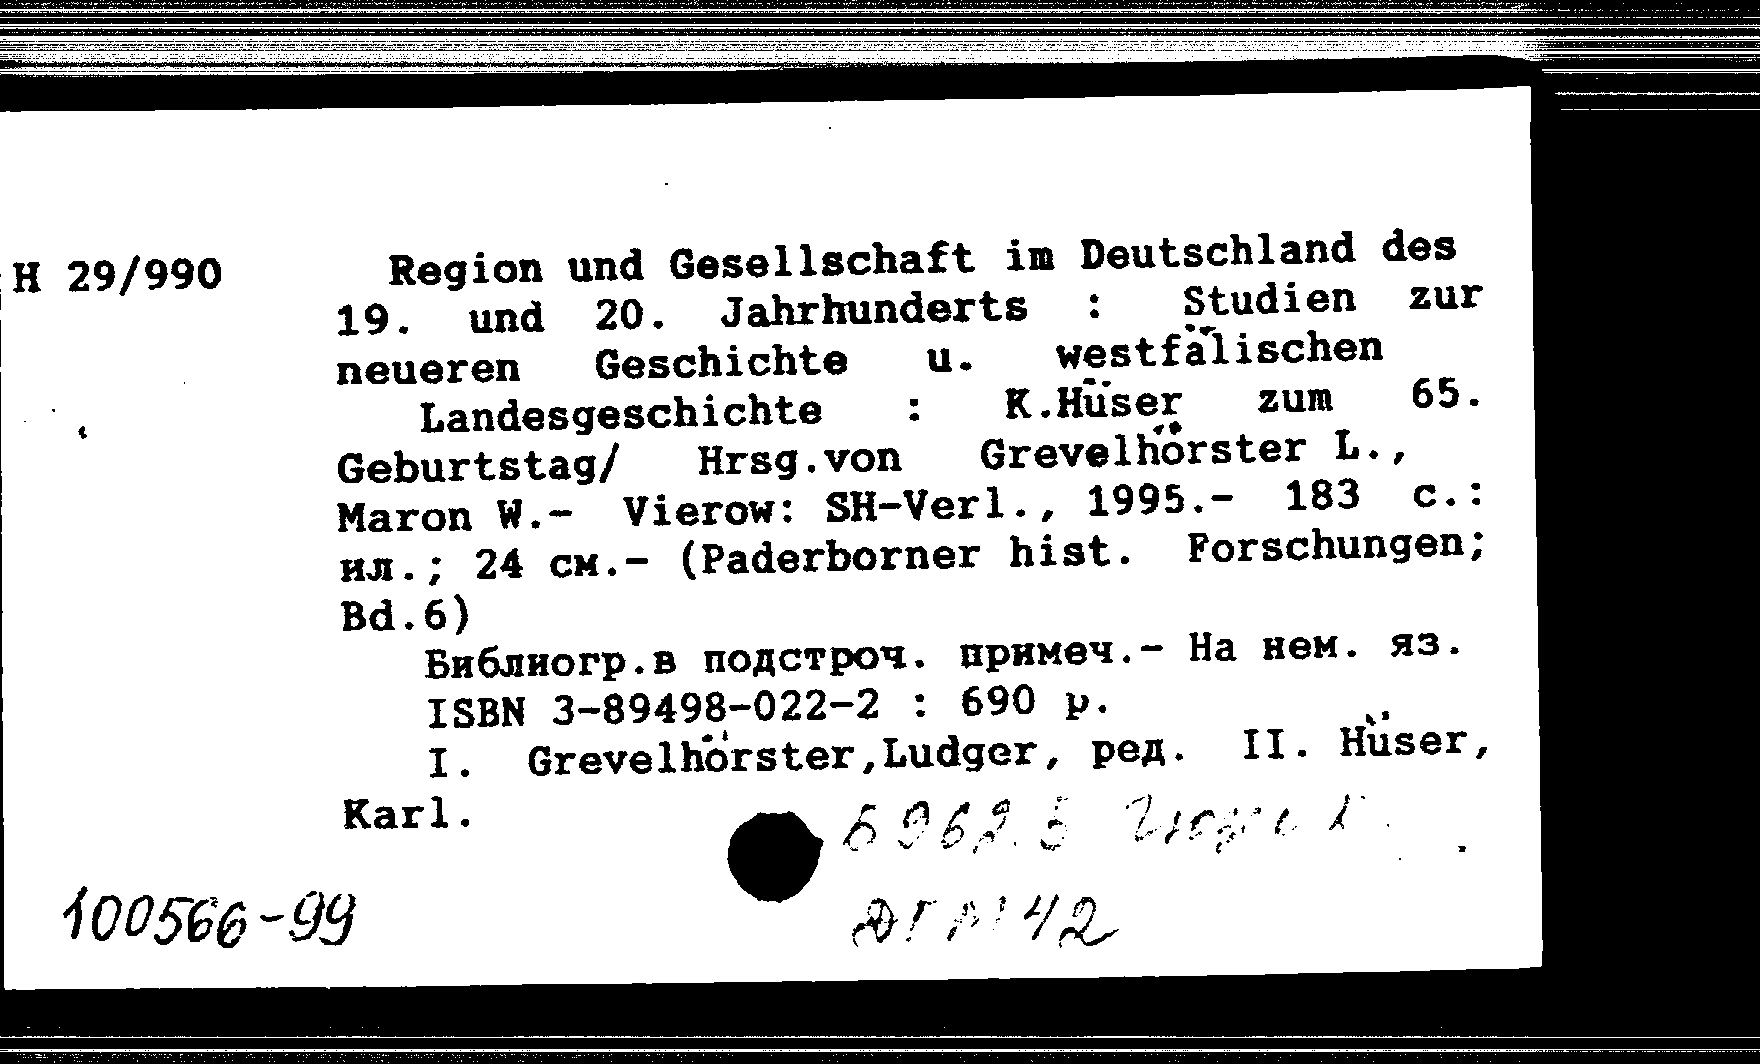 H 29/990
Region und Gesellschaft im Deutschland des
19. und 20. Jahrhunderts : Studien zur
neueren Geschichte u. westfälischen
Landesgeschichte : K.Hüser zum 65.
Geburtstag/ Hrsg.von Grevelhörster L.,
Maron W.- Vierow: SH-Verl., 1995.- 183 с.:
ил.; 24 см.- (Paderborner hist. Forschungen;
Bd.6)
Библиогр.в подстроч. примеч.- На нем. яз.
ISBN 3-89498-022-2 : 690 р.
I. Grevelhörster,Ludger, ред. II. Hüser,
Karl.
100566-99
42